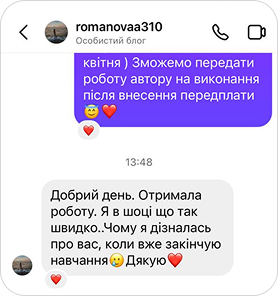 romanovaa310
Особистий блог
квітня ) Зможемо передати
роботу автору на виконання
після внесення передплати
😇❤️
❤️
13:48
Добрий день. Отримала
роботу. Я в шоці що так
швидко..Чому я дізналась
про вас, коли вже закінчую
навчання🥲Дякую❤️
❤️